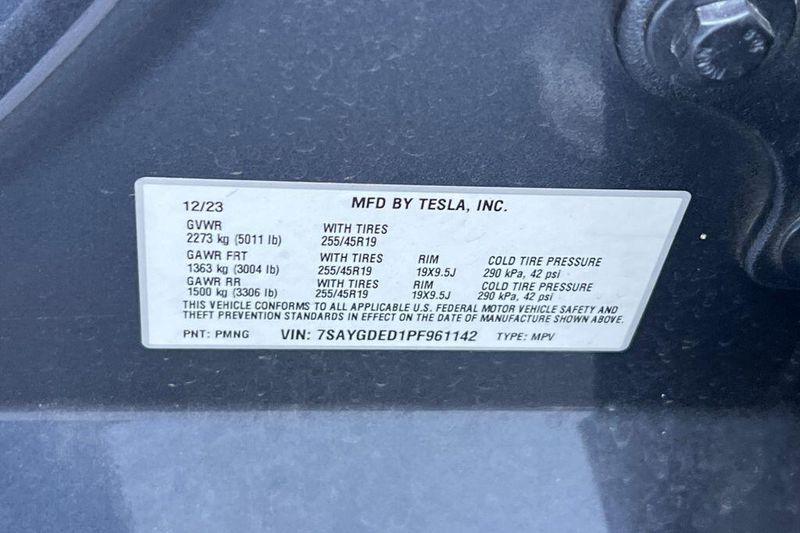 12/23 MFD BY TESLA, INC.
GVWR WITH TIRES
2273 kg (5011 lb) 255/45R19
GAWR FRT WITH TIRES RIM COLD TIRE PRESSURE
1363 kg (3004 lb) 255/45R19 19X9.5J 290 kPa, 42 psi
GAWR RR WITH TIRES RIM COLD TIRE PRESSURE
1500 kg (3306 lb) 255/45R19 19X9.5J 290 kPa, 42 psi
THIS VEHICLE CONFORMS TO ALL APPLICABLE U.S. FEDERAL MOTOR VEHICLE SAFETY AND
THEFT PREVENTION STANDARDS IN EFFECT ON THE DATE OF MANUFACTURE SHOWN ABOVE.
PNT: PMNG VIN: 7SAYGDED1PF961142 TYPE: MPV